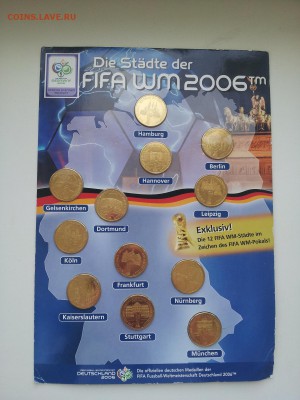 COINS.LAVE.RU
Die Städte der
FIFA WM 2006™
Hamburg
Berlin
Hannover
Gelsenkirchen
Leipzig
Dortmund
Exklusiv!
Die 12 FIFA WM-Städte im
Zeichen des FIFA WM-Pokals!
Köln
Frankfurt
Nürnberg
Kaiserslautern
Stuttgart
München
DEUTSCHLAND
2006
Die offiziellen deutschen Medaillen der
FIFA Fussball-Weltmeisterschaft Deutschland 2006™